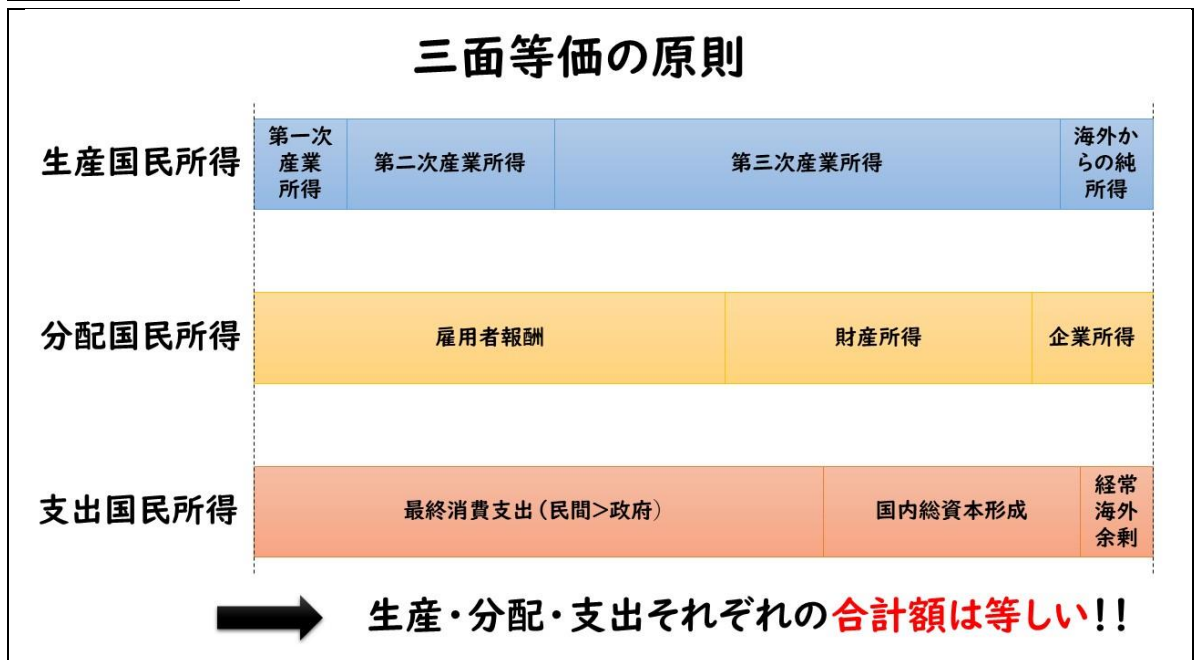 三面等価の原則
生産国民所得
第一次
産業
所得
第二次産業所得
第三次産業所得
海外か
らの純
所得
分配国民所得
雇用者報酬
財産所得
企業所得
支出国民所得
最終消費支出(民間>政府)
国内総資本形成
経常
海外
余剰
生産・分配・支出それぞれの合計額は等しい!!